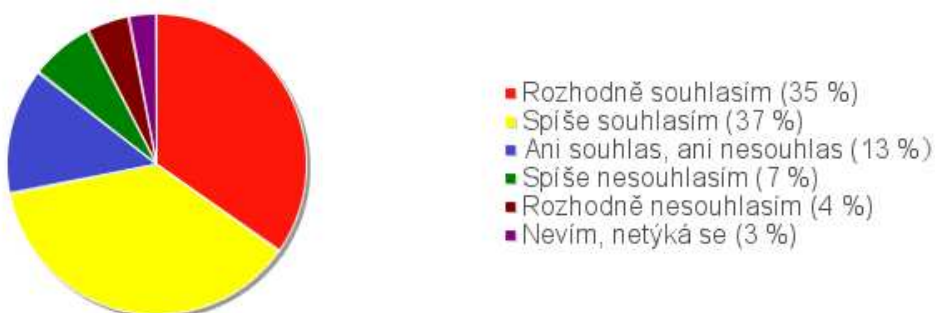 Rozhodně souhlasím (35 %)
Spíše souhlasím (37 %)
Ani souhlas, ani nesouhlas (13 %)
Spíše nesouhlasím (7 %)
Rozhodně nesouhlasím (4 %)
Nevím, netýká se (3 %)